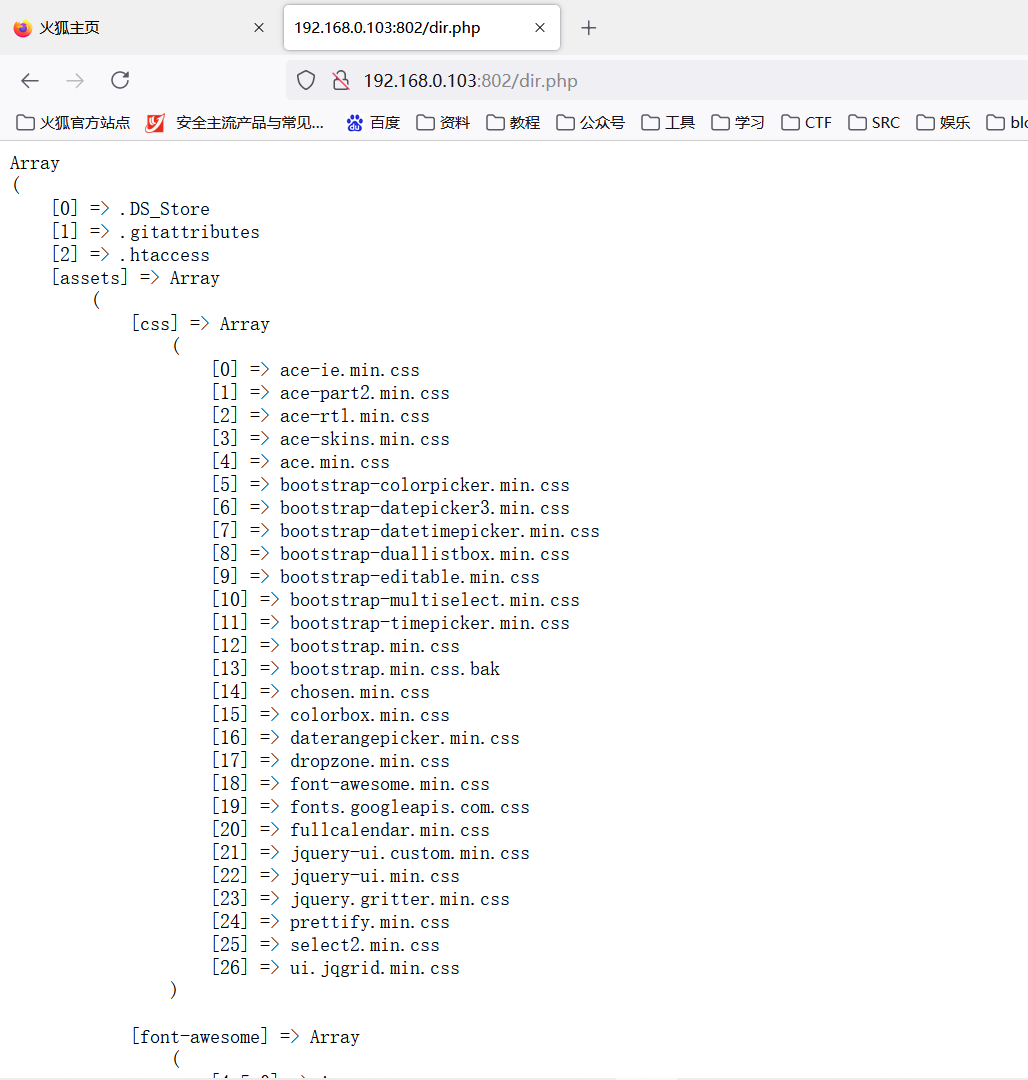 火狐主页
192.168.0.103:802/dir.php
192.168.0.103:802/dir.php
火狐官方站点 安全主流产品与常见... 百度 资料 教程 公众号 工具 学习 CTF SRC 娱乐 blo
Array
(
[0] => .DS_Store
[1] => .gitattributes
[2] => .htaccess
[assets] => Array
(
[css] => Array
(
[0] => ace-ie.min.css
[1] => ace-part2.min.css
[2] => ace-rtl.min.css
[3] => ace-skins.min.css
[4] => ace.min.css
[5] => bootstrap-colorpicker.min.css
[6] => bootstrap-datepicker3.min.css
[7] => bootstrap-datetimepicker.min.css
[8] => bootstrap-duallistbox.min.css
[9] => bootstrap-editable.min.css
[10] => bootstrap-multiselect.min.css
[11] => bootstrap-timepicker.min.css
[12] => bootstrap.min.css
[13] => bootstrap.min.css.bak
[14] => chosen.min.css
[15] => colorbox.min.css
[16] => daterangepicker.min.css
[17] => dropzone.min.css
[18] => font-awesome.min.css
[19] => fonts.googleapis.com.css
[20] => fullcalendar.min.css
[21] => jquery-ui.custom.min.css
[22] => jquery-ui.min.css
[23] => jquery.gritter.min.css
[24] => prettify.min.css
[25] => select2.min.css
[26] => ui.jqgrid.min.css
)
[font-awesome] => Array
(